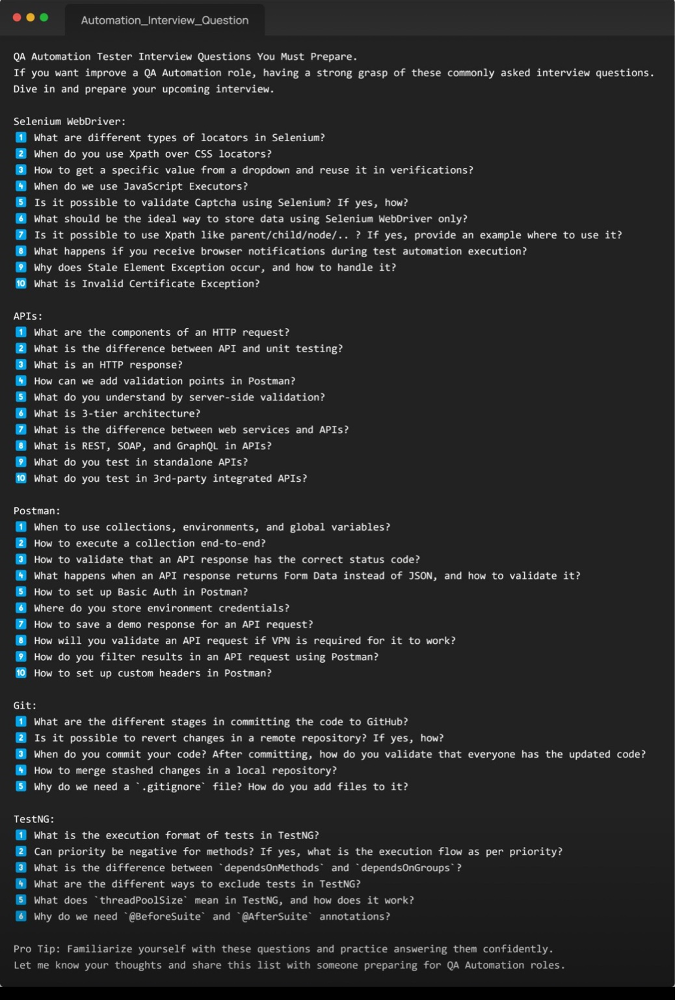 Automation_Interview_Question
QA Automation Tester Interview Questions You Must Prepare.
If you want improve a QA Automation role, having a strong grasp of these commonly asked interview questions.
Dive in and prepare your upcoming interview.
Selenium WebDriver:
1 What are different types of locators in Selenium?
2 When do you use Xpath over CSS locators?
3 How to get a specific value from a dropdown and reuse it in verifications?
4 When do we use JavaScript Executors?
5 Is it possible to validate Captcha using Selenium? If yes, how?
6 What should be the ideal way to store data using Selenium WebDriver only?
7 Is it possible to use Xpath like parent/child/node/.. ? If yes, provide an example where to use it?
8 What happens if you receive browser notifications during test automation execution?
9 Why does Stale Element Exception occur, and how to handle it?
10 What is Invalid Certificate Exception?
APIs:
1 What are the components of an HTTP request?
2 What is the difference between API and unit testing?
3 What is an HTTP response?
4 How can we add validation points in Postman?
5 What do you understand by server-side validation?
6 What is 3-tier architecture?
7 What is the difference between web services and APIs?
8 What is REST, SOAP, and GraphQL in APIs?
9 What do you test in standalone APIs?
10 What do you test in 3rd-party integrated APIs?
Postman:
1 When to use collections, environments, and global variables?
2 How to execute a collection end-to-end?
3 How to validate that an API response has the correct status code?
4 What happens when an API response returns Form Data instead of JSON, and how to validate it?
5 How to set up Basic Auth in Postman?
6 Where do you store environment credentials?
7 How to save a demo response for an API request?
8 How will you validate an API request if VPN is required for it to work?
9 How do you filter results in an API request using Postman?
10 How to set up custom headers in Postman?
Git:
1 What are the different stages in committing the code to GitHub?
2 Is it possible to revert changes in a remote repository? If yes, how?
3 When do you commit your code? After committing, how do you validate that everyone has the updated code?
4 How to merge stashed changes in a local repository?
5 Why do we need a `.gitignore` file? How do you add files to it?
TestNG:
1 What is the execution format of tests in TestNG?
2 Can priority be negative for methods? If yes, what is the execution flow as per priority?
3 What is the difference between `dependsOnMethods` and `dependsOnGroups`?
4 What are the different ways to exclude tests in TestNG?
5 What does `threadPoolSize` mean in TestNG, and how does it work?
6 Why do we need `@BeforeSuite` and `@AfterSuite` annotations?
Pro Tip: Familiarize yourself with these questions and practice answering them confidently.
Let me know your thoughts and share this list with someone preparing for QA Automation roles.